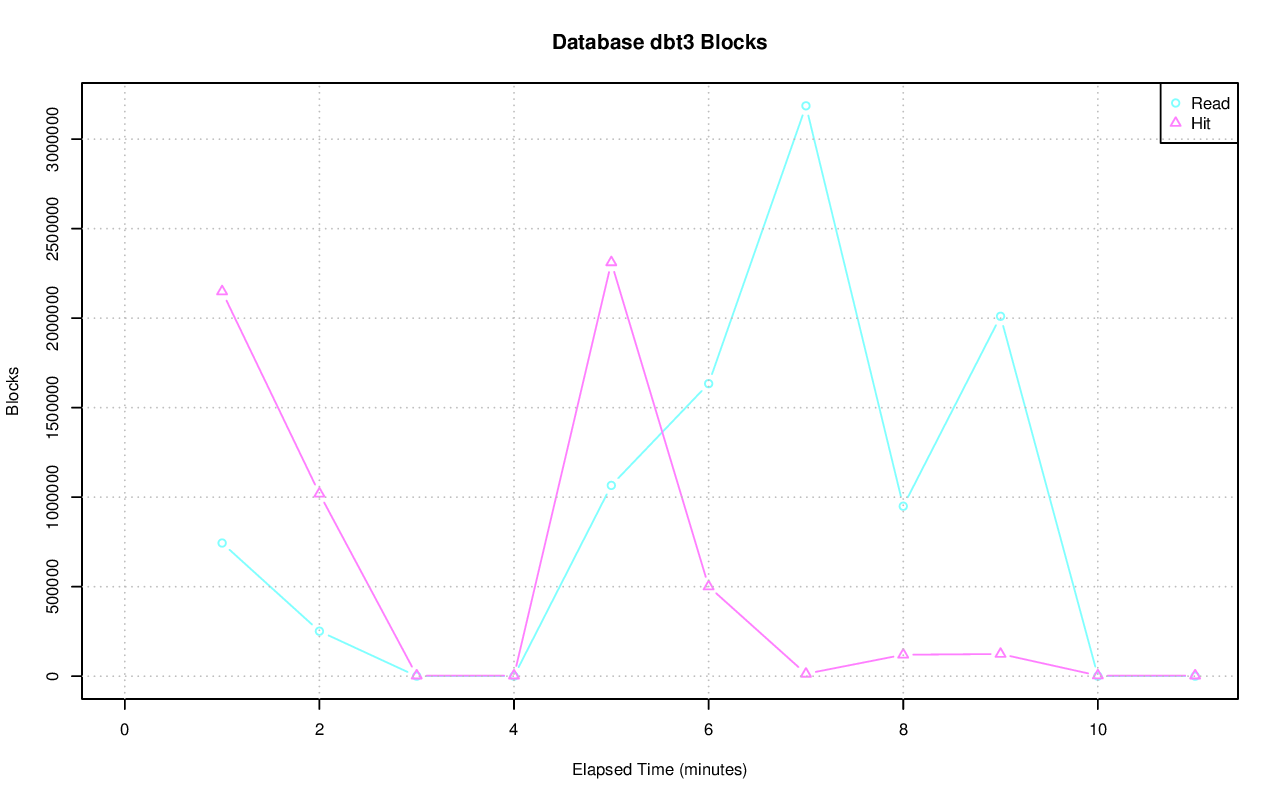 Database dbt3 Blocks
Read
Hit
Blocks
3000000
2500000
2000000
1500000
1000000
500000
0
0 2 4 6 8 10
Elapsed Time (minutes)